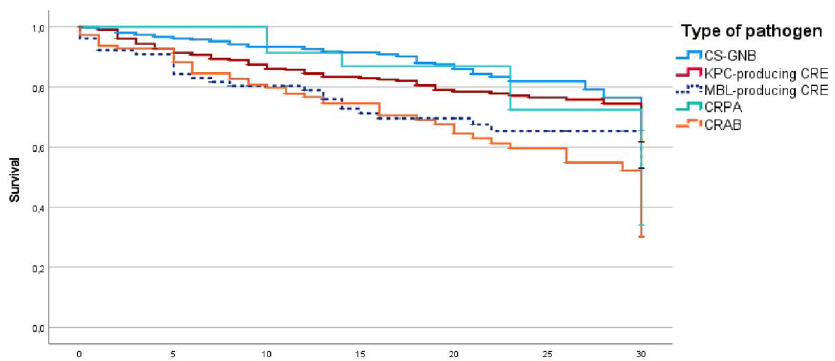 Type of pathogen
CS-GNB
KPC-producing CRE
MBL-producing CRE
CRPA
CRAB
Survival
1,0
0,8
0,6
0,4
0,2
0,0
0 5 10 15 20 25 30